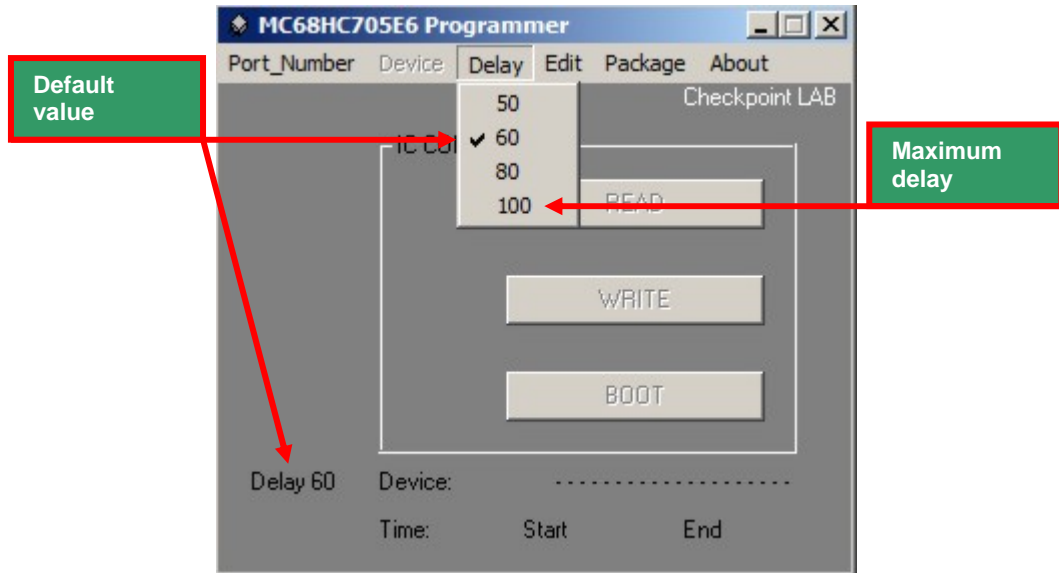 MC68HC705E6 Programmer
Port_Number Device Delay Edit Package About
Default
value
50
Checkpoint LAB
60
80
100
Maximum
delay
READ
WRITE
BOOT
Delay 60 Device: --------------------
Time: Start End